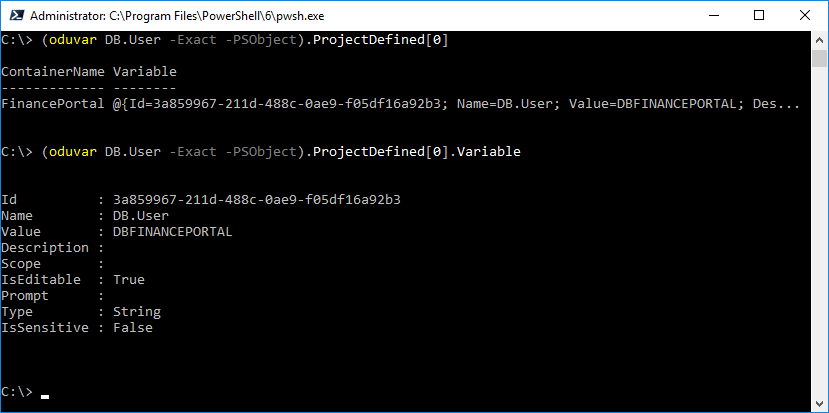 Administrator: C:\Program Files\PowerShell\6\pwsh.exe
C:\> (oduvar DB.User -Exact -PSObject).ProjectDefined[0]
ContainerName Variable
------------- --------
FinancePortal @{Id=3a859967-211d-488c-0ae9-f05df16a92b3; Name=DB.User; Value=DBFINANCEPORTAL; Des...
C:\> (oduvar DB.User -Exact -PSObject).ProjectDefined[0].Variable
Id          : 3a859967-211d-488c-0ae9-f05df16a92b3
Name        : DB.User
Value       : DBFINANCEPORTAL
Description :
Scope       :
IsEditable  : True
Prompt      :
Type        : String
IsSensitive : False
C:\>